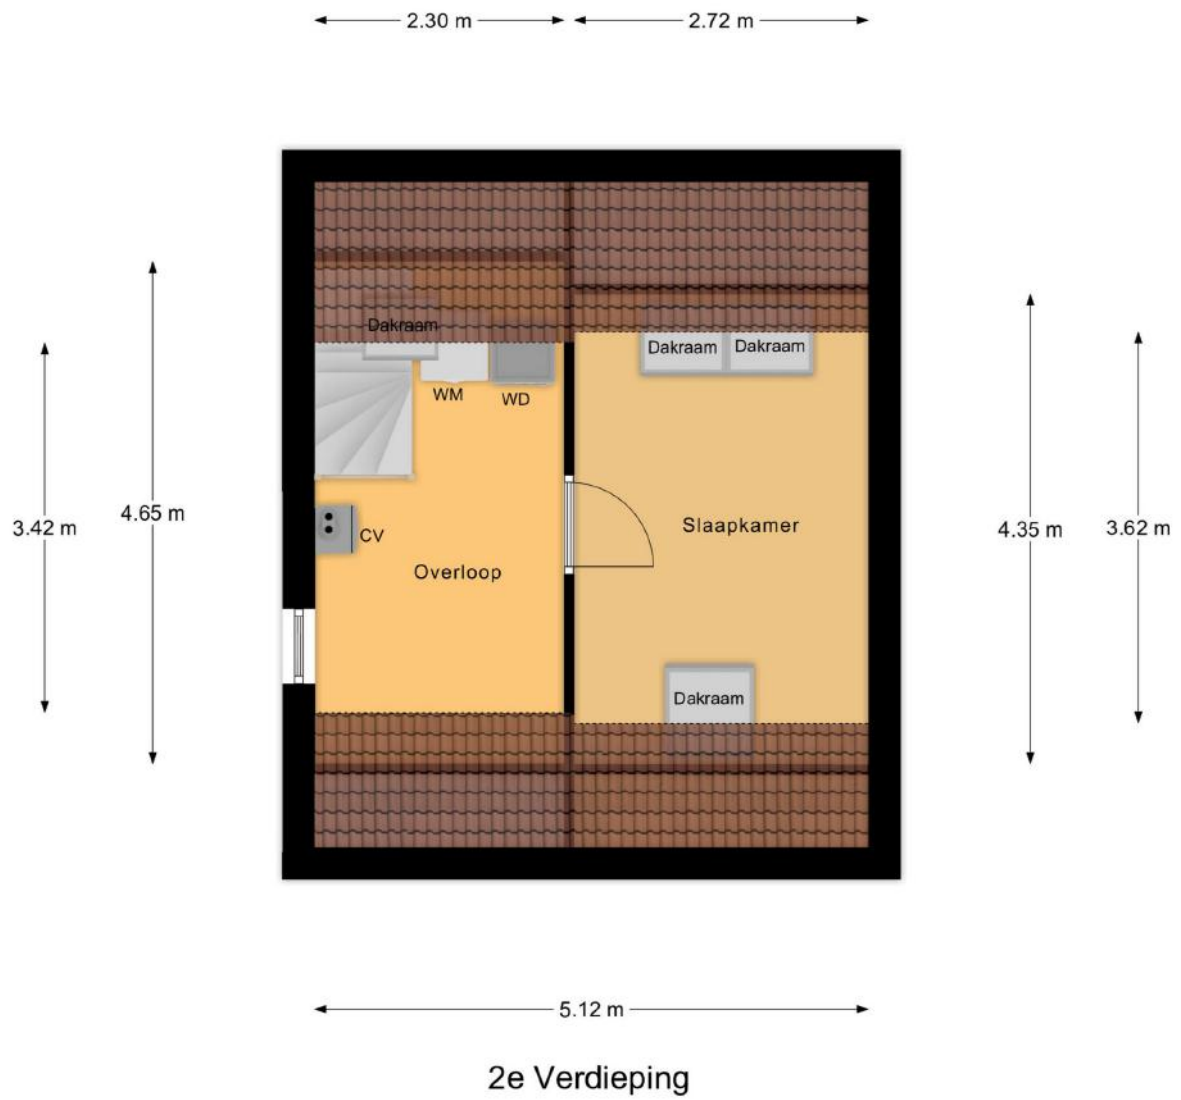 2.30 m
2.72 m
Dakraam
Dakraam
Dakraam
WM
WD
3.42 m
4.65 m
CV
Slaapkamer
4.35 m
3.62 m
Overloop
Dakraam
5.12 m
2e Verdieping